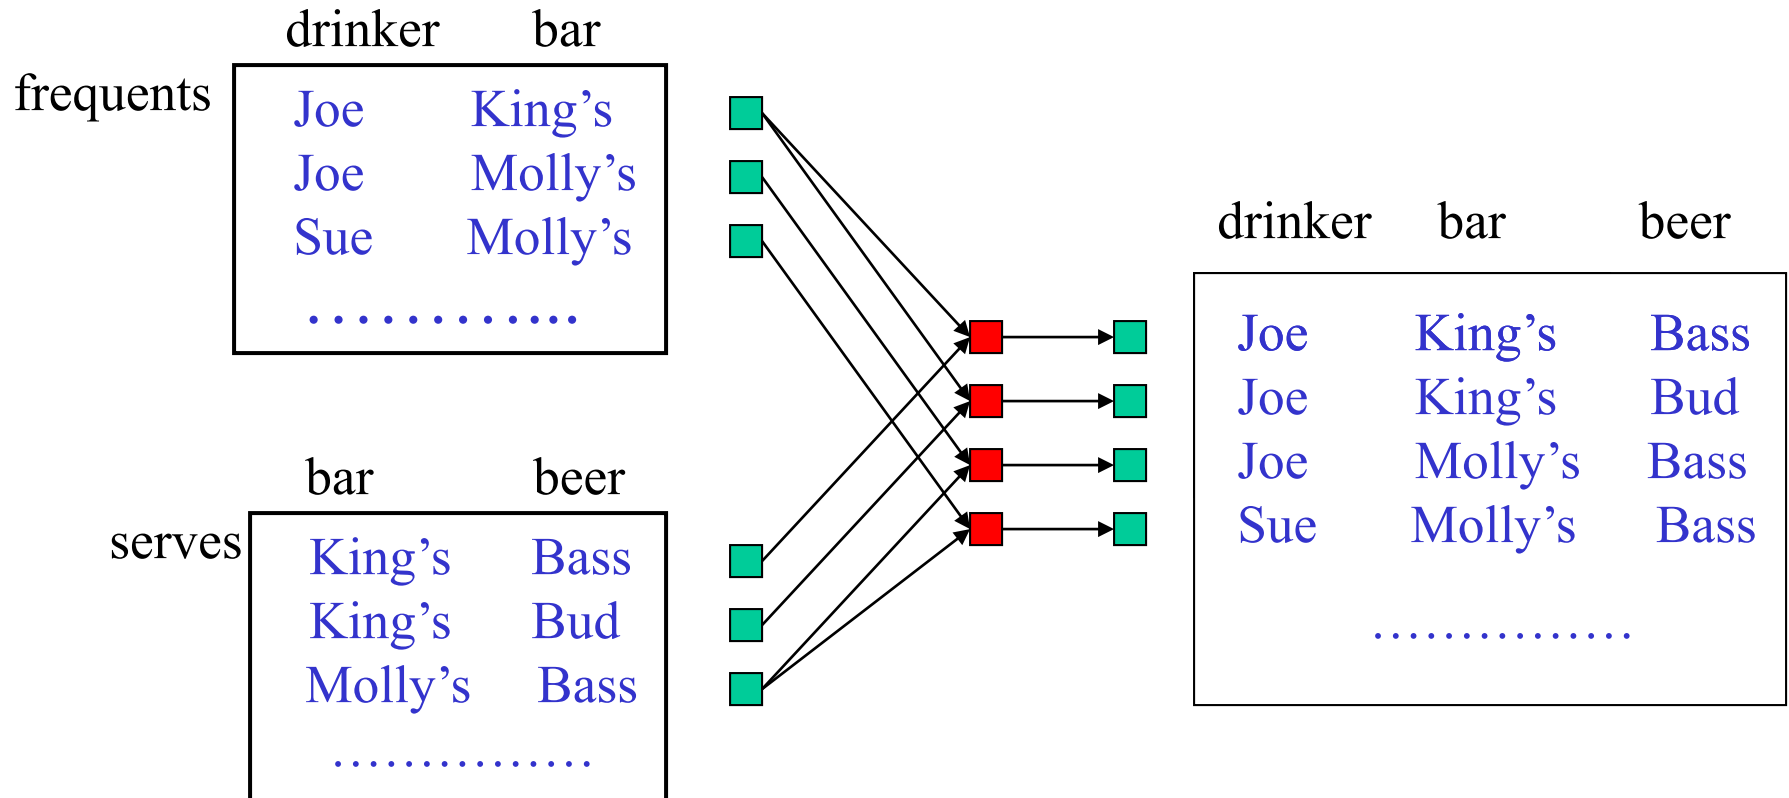 drinker bar
frequents
Joe King’s
Joe Molly’s
Sue Molly’s
…………...
bar beer
serves
King’s Bass
King’s Bud
Molly’s Bass
……………
drinker bar beer
Joe King’s Bass
Joe King’s Bud
Joe Molly’s Bass
Sue Molly’s Bass
……………